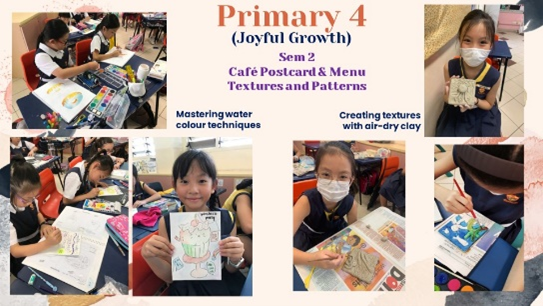 Primary 4
(Joyful Growth)
Sem 2
Café Postcard & Menu
Textures and Patterns
Mastering water
colour techniques
Creating textures
with air-dry clay